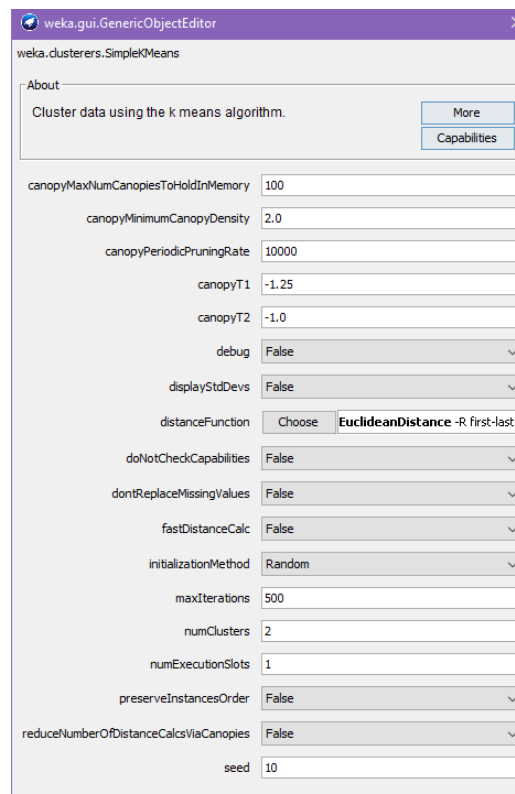 weka.gui.GenericObjectEditor
weka.clusterers.SimpleKMeans
About
Cluster data using the k means algorithm.
More
Capabilities
canopyMaxNumCanopiesToHoldInMemory 100
canopyMinimumCanopyDensity 2.0
canopyPeriodicPruningRate 10000
canopyT1 -1.25
canopyT2 -1.0
debug False
displayStdDevs False
distanceFunction Choose EuclideanDistance -R first-last
doNotCheckCapabilities False
dontReplaceMissingValues False
fastDistanceCalc False
initializationMethod Random
maxIterations 500
numClusters 2
numExecutionSlots 1
preserveInstancesOrder False
reduceNumberOfDistanceCalcsViaCanopies False
seed 10